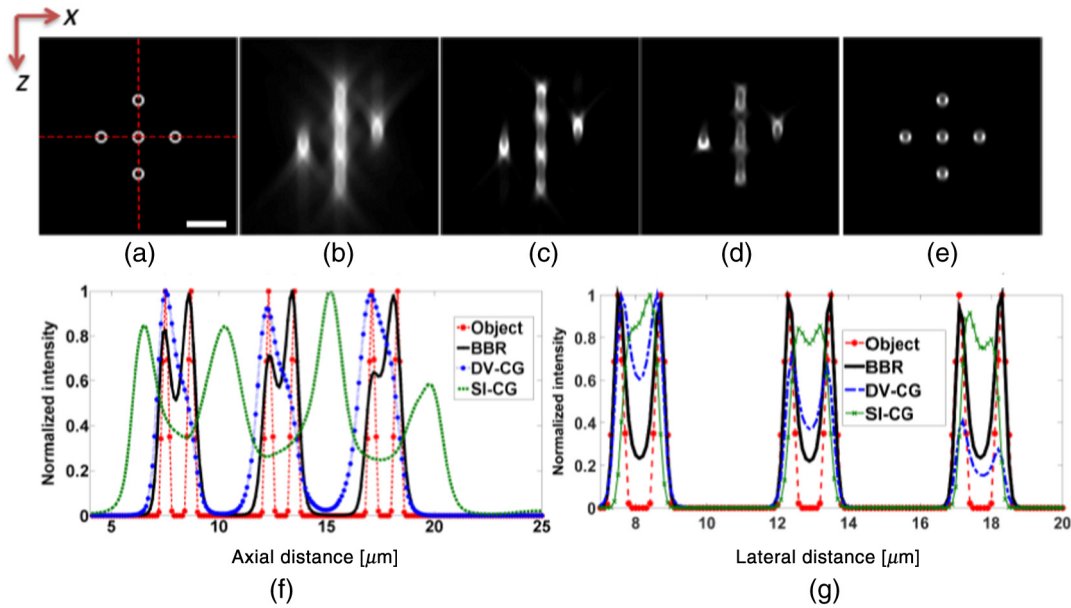 X
Z
(a) (b) (c) (d) (e)
Normalized intensity
1
0.8
0.6
0.4
0.2
0
5 10 15 20 25
Object
BBR
DV-CG
SI-CG
Axial distance [μm]
(f)
Normalized intensity
1
0.8
0.6
0.4
0.2
0
8 10 12 14 16 18 20
Object
BBR
DV-CG
SI-CG
Lateral distance [μm]
(g)